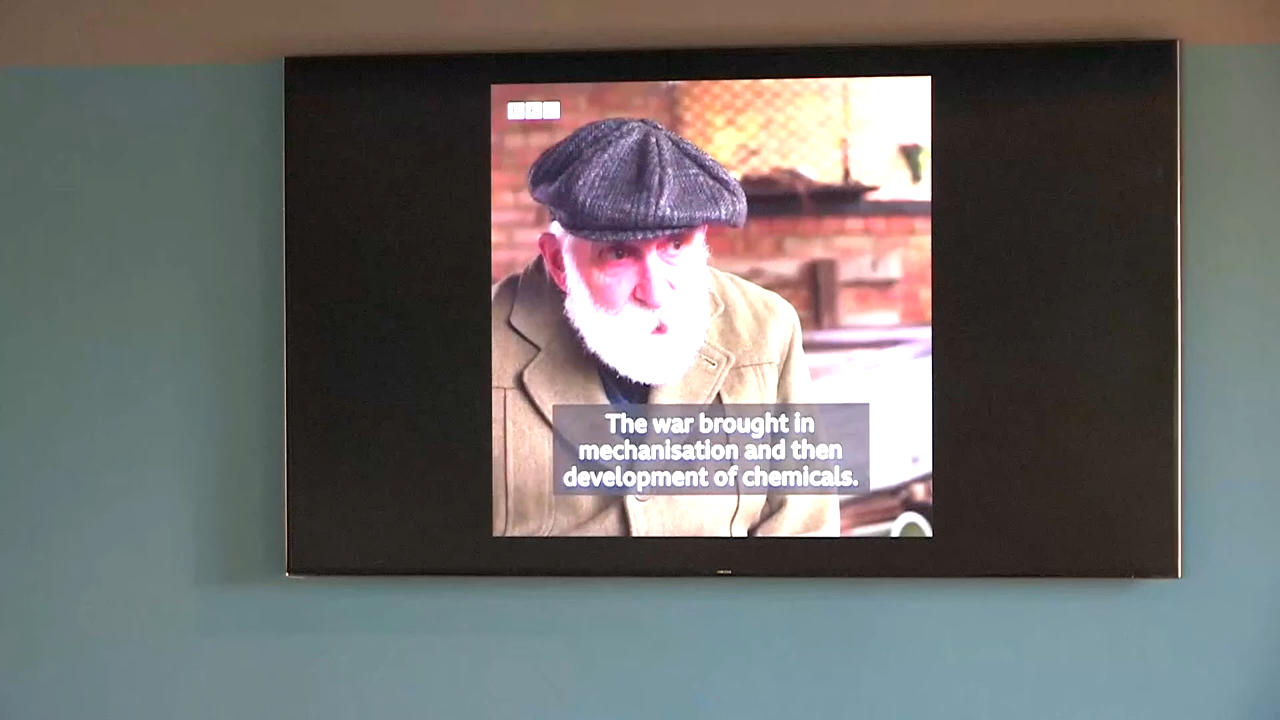 The war brought in
mechanisation and then
development of chemicals.